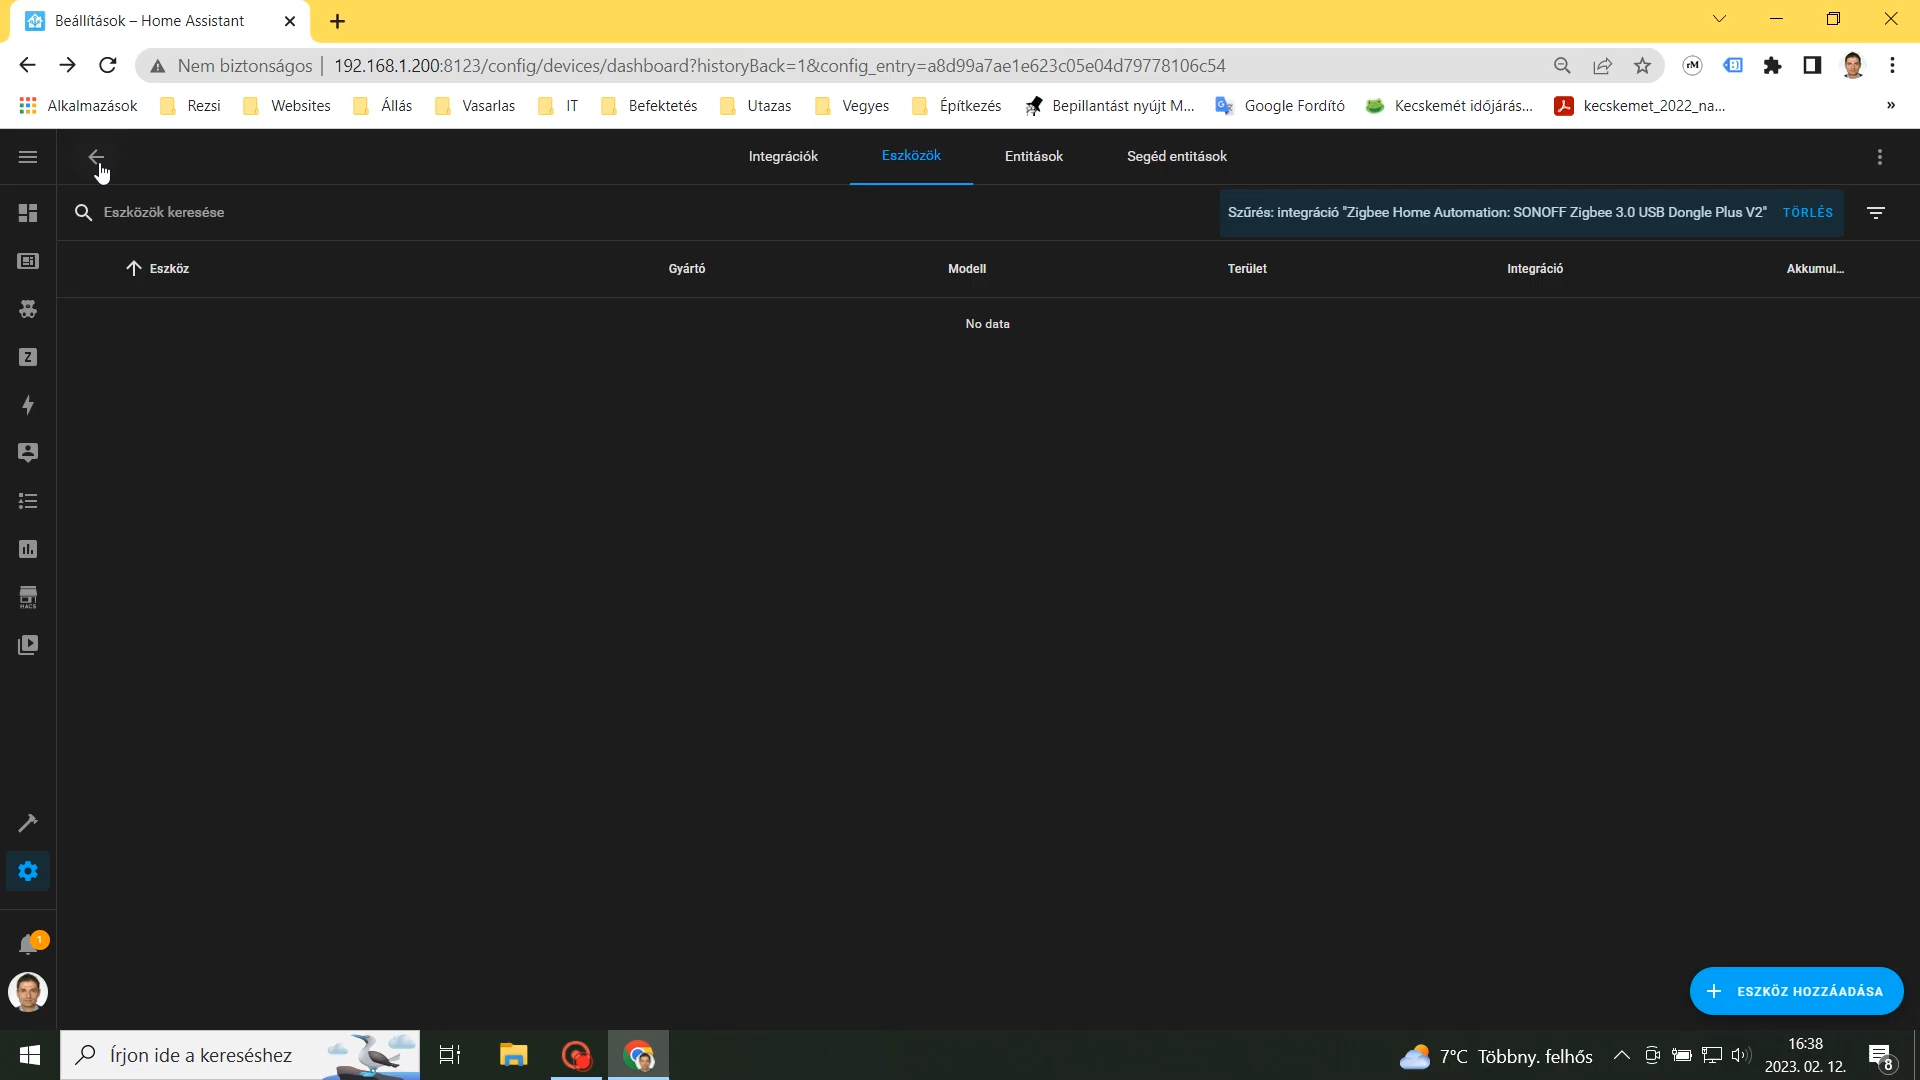 Beállítások – Home Assistant
Nem biztonságos | 192.168.1.200:8123/config/devices/dashboard?historyBack=1&config_entry=a8d99a7ae1e623c05e04d79778106c54
rM
Alkalmazások Rezsi Websites Állás Vasarlas IT Befektetés Utazas Vegyes Építkezés Bepillantást nyújt M... Google Fordító Kecskemét időjárás... kecskemet_2022_na... »
Integrációk Eszközök Entitások Segéd entitások
Eszközök keresése
Szűrés: integráció "Zigbee Home Automation: SONOFF Zigbee 3.0 USB Dongle Plus V2" TÖRLÉS
Eszköz Gyártó Modell Terület Integráció Akkumul...
No data
Z
HACS
1
ESZKÖZ HOZZÁADÁSA
Írjon ide a kereséshez
7°C Többny. felhős
16:38
2023. 02. 12.
8